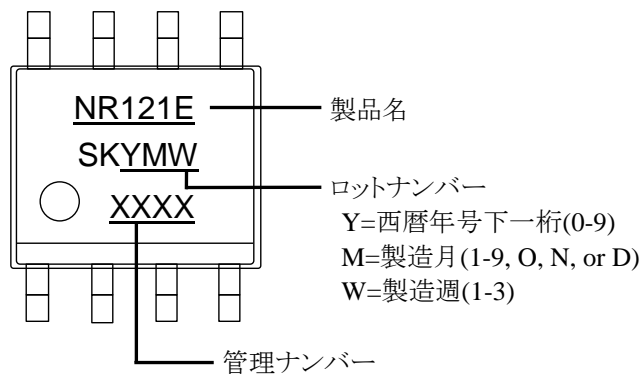 NR121E
製品名
SKYMW
ロットナンバー
XXXX
Y=西暦年号下一桁(0-9)
M=製造月(1-9, O, N, or D)
W=製造週(1-3)
管理ナンバー